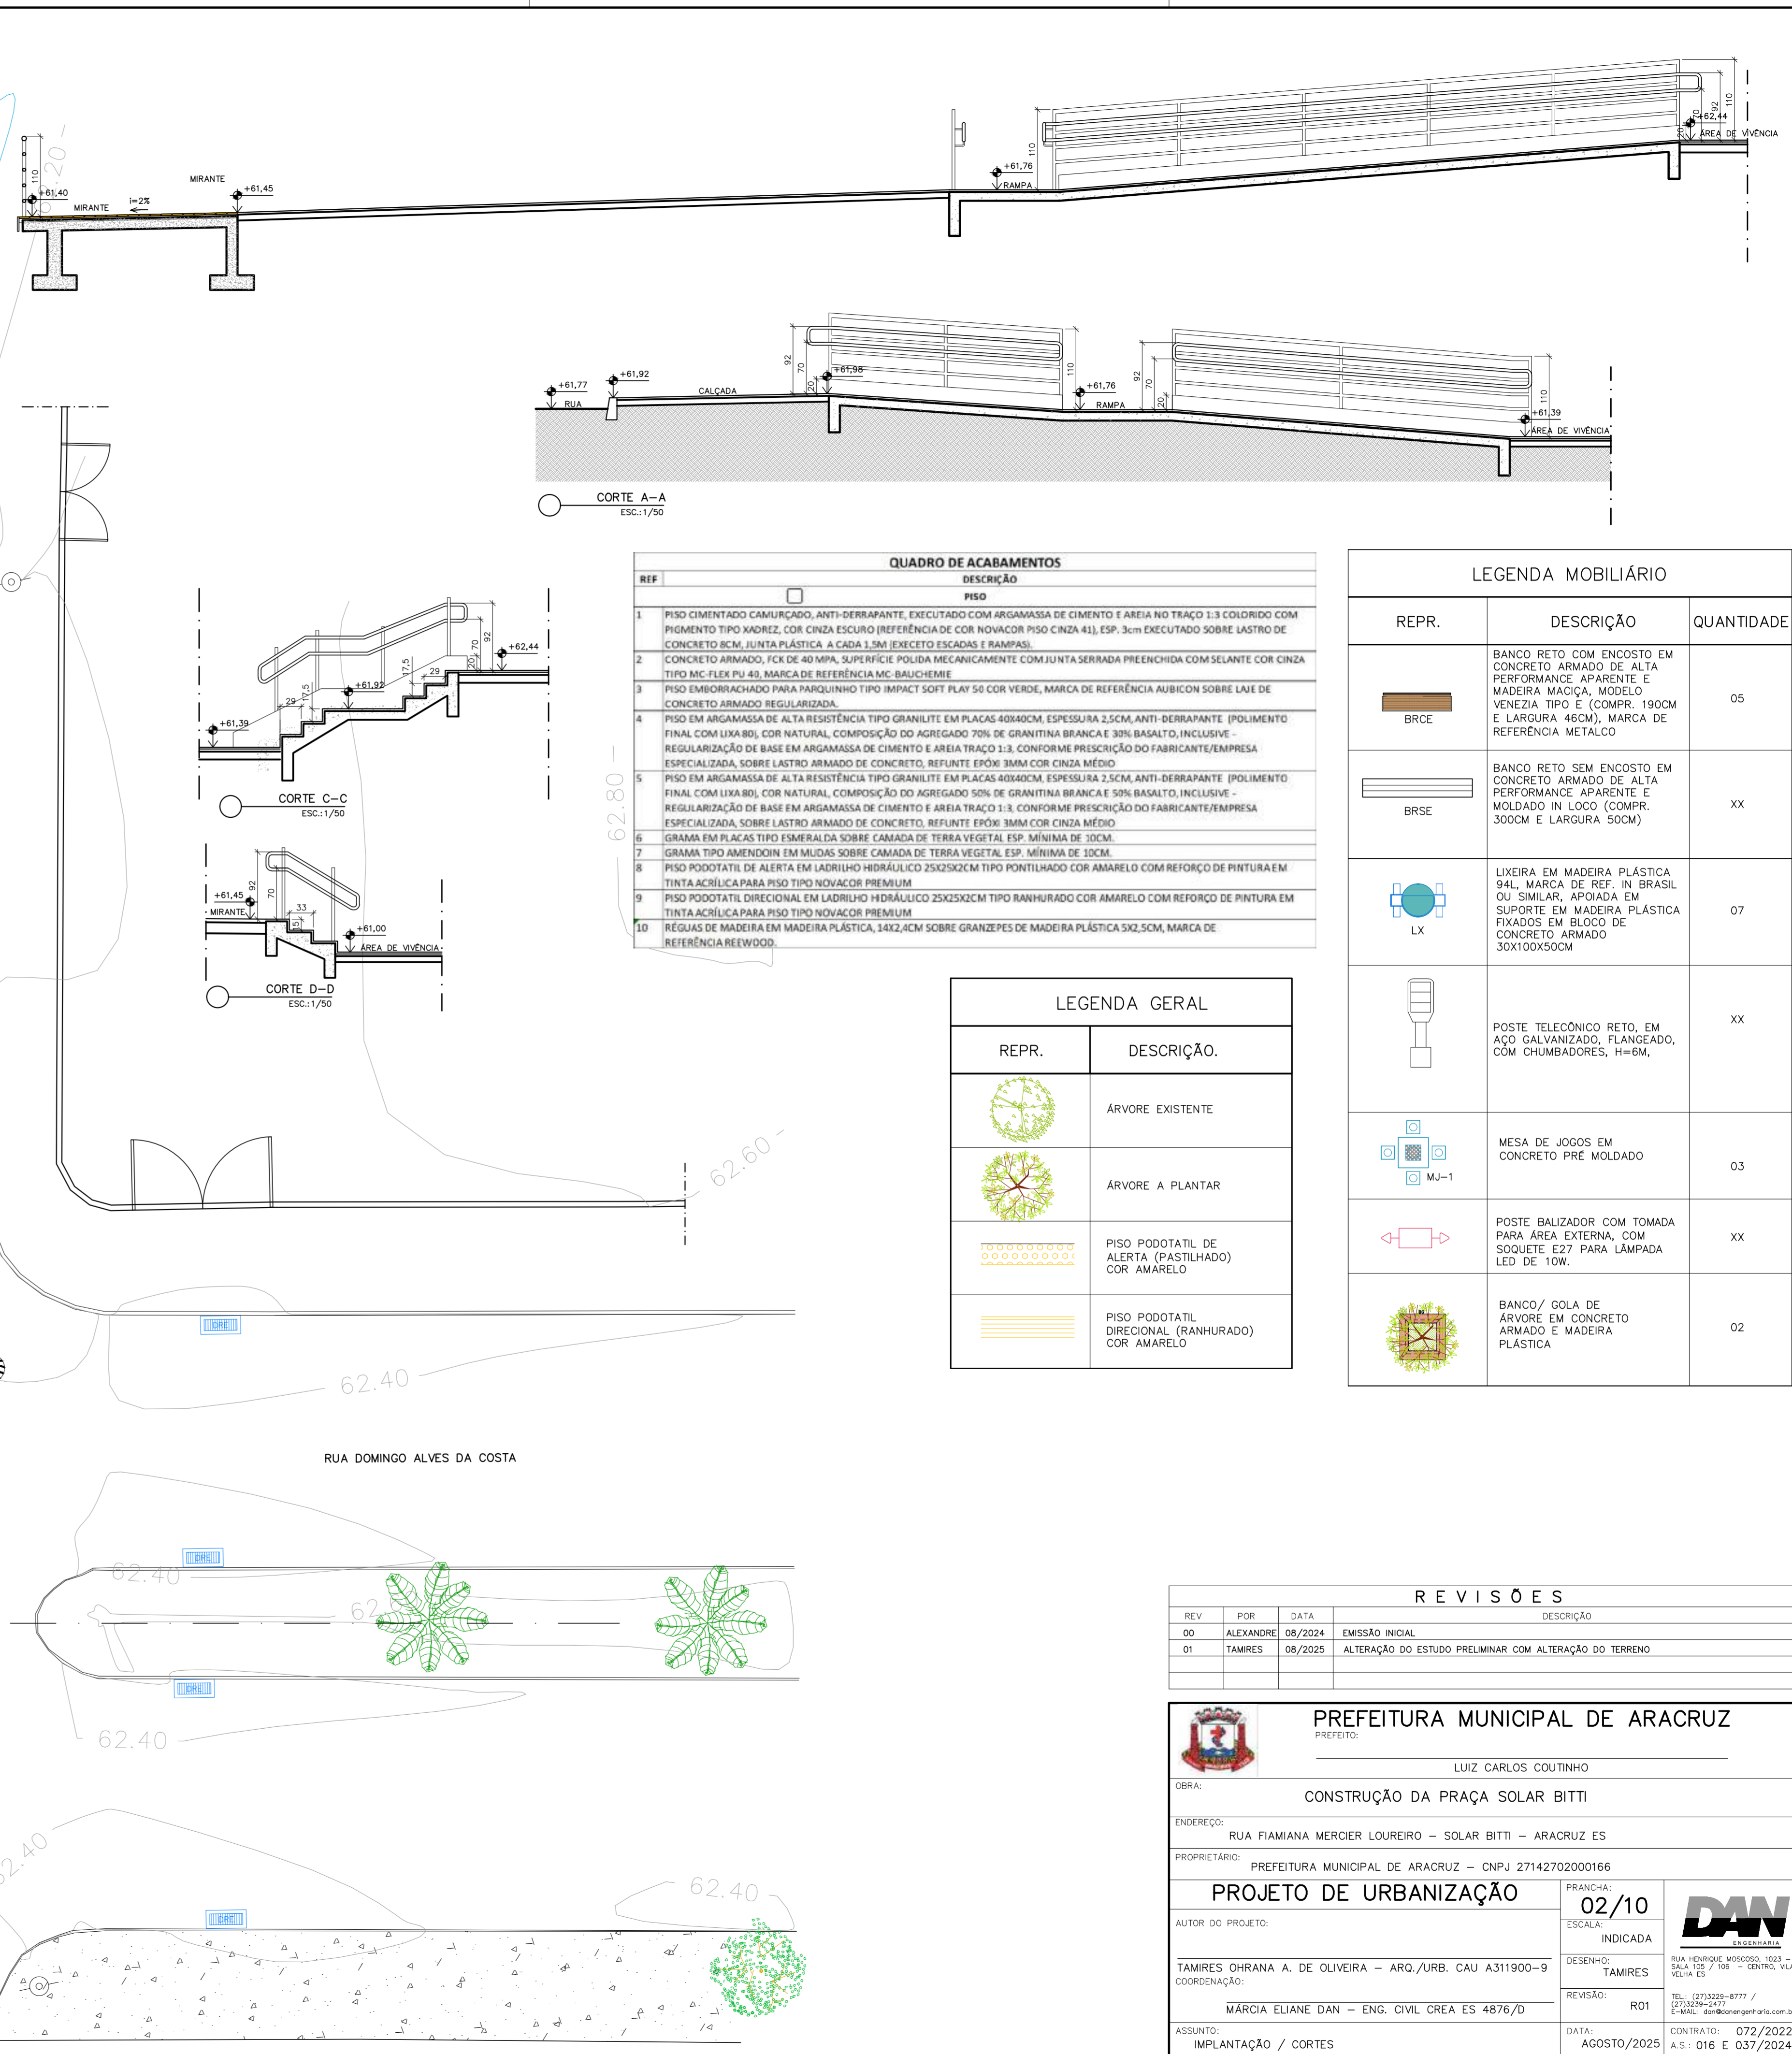 110
+61,40
MIRANTE
i=2%
MIRANTE
+61,45
+61,76
RAMPA
110
70
92
110
20
+62,44
ÁREA DE VIVÊNCIA
+61,77
RUA
+61,92
CALÇADA
92
70
20
+61,98
110
+61,76
RAMPA
92
70
20
110
+61,39
ÁREA DE VIVÊNCIA
CORTE A-A
ESC.:1/50
+61,39
29
17,5
+61,92
17,5
29
20
70
92
+62,44
CORTE C-C
ESC.:1/50
+61,45
MIRANTE
92
70
33
+61,00
ÁREA DE VIVÊNCIA
CORTE D-D
ESC.:1/50
QUADRO DE ACABAMENTOS
REF
DESCRIÇÃO
PISO
1 PISO CIMENTADO CAMURÇADO, ANTI-DERRAPANTE, EXECUTADO COM ARGAMASSA DE CIMENTO E AREIA NO TRAÇO 1:3 COLORIDO COM
PIGMENTO TIPO XADREZ, COR CINZA ESCURO (REFERÊNCIA DE COR NOVACOR PISO CINZA 41), ESP. 3cm EXECUTADO SOBRE LASTRO DE
CONCRETO 8CM, JUNTA PLÁSTICA A CADA 1,5M (EXECETO ESCADAS E RAMPAS).
2 CONCRETO ARMADO, FCK DE 40 MPA, SUPERFÍCIE POLIDA MECANICAMENTE COM JUNTA SERRADA PREENCHIDA COM SELANTE COR CINZA
TIPO MC-FLEX PU 40, MARCA DE REFERÊNCIA MC-BAUCHEMIE
3 PISO EMBORRACHADO PARA PARQUINHO TIPO IMPACT SOFT PLAY 50 COR VERDE, MARCA DE REFERÊNCIA AUBICON SOBRE LAJE DE
CONCRETO ARMADO REGULARIZADA.
4 PISO EM ARGAMASSA DE ALTA RESISTÊNCIA TIPO GRANILITE EM PLACAS 40X40CM, ESPESSURA 2,5CM, ANTI-DERRAPANTE (POLIMENTO
FINAL COM LIXA 80), COR NATURAL, COMPOSIÇÃO DO AGREGADO 70% DE GRANITINA BRANCA E 30% BASALTO, INCLUSIVE -
REGULARIZAÇÃO DE BASE EM ARGAMASSA DE CIMENTO E AREIA TRAÇO 1:3, CONFORME PRESCRIÇÃO DO FABRICANTE/EMPRESA
ESPECIALIZADA, SOBRE LASTRO ARMADO DE CONCRETO, REFUNTE EPÓXI 3MM COR CINZA MÉDIO
5 PISO EM ARGAMASSA DE ALTA RESISTÊNCIA TIPO GRANILITE EM PLACAS 40X40CM, ESPESSURA 2,5CM, ANTI-DERRAPANTE (POLIMENTO
FINAL COM LIXA 80), COR NATURAL, COMPOSIÇÃO DO AGREGADO 50% DE GRANITINA BRANCA E 50% BASALTO, INCLUSIVE -
REGULARIZAÇÃO DE BASE EM ARGAMASSA DE CIMENTO E AREIA TRAÇO 1:3, CONFORME PRESCRIÇÃO DO FABRICANTE/EMPRESA
ESPECIALIZADA, SOBRE LASTRO ARMADO DE CONCRETO, REFUNTE EPÓXI 3MM COR CINZA MÉDIO
6 GRAMA EM PLACAS TIPO ESMERALDA SOBRE CAMADA DE TERRA VEGETAL ESP. MÍNIMA DE 10CM.
7 GRAMA TIPO AMENDOIN EM MUDAS SOBRE CAMADA DE TERRA VEGETAL ESP. MÍNIMA DE 10CM.
8 PISO PODOTATIL DE ALERTA EM LADRILHO HIDRÁULICO 25X25X2CM TIPO PONTILHADO COR AMARELO COM REFORÇO DE PINTURA EM
TINTA ACRÍLICA PARA PISO TIPO NOVACOR PREMIUM
9 PISO PODOTATIL DIRECIONAL EM LADRILHO HIDRÁULICO 25X25X2CM TIPO RANHURADO COR AMARELO COM REFORÇO DE PINTURA EM
TINTA ACRÍLICA PARA PISO TIPO NOVACOR PREMIUM
10 RÉGUAS DE MADEIRA EM MADEIRA PLÁSTICA, 14X2,4CM SOBRE GRANZEPES DE MADEIRA PLÁSTICA 5X2,5CM, MARCA DE
REFERÊNCIA REEWOOD.
LEGENDA MOBILIÁRIO
REPR.
DESCRIÇÃO
QUANTIDADE
BRCE
BANCO RETO COM ENCOSTO EM
CONCRETO ARMADO DE ALTA
PERFORMANCE APARENTE E
MADEIRA MACIÇA, MODELO
VENEZIA TIPO E (COMPR. 190CM
E LARGURA 46CM), MARCA DE
REFERÊNCIA METALCO
05
BRSE
BANCO RETO SEM ENCOSTO EM
CONCRETO ARMADO DE ALTA
PERFORMANCE APARENTE E
MOLDADO IN LOCO (COMPR.
300CM E LARGURA 50CM)
XX
LX
LIXEIRA EM MADEIRA PLÁSTICA
94L, MARCA DE REF. IN BRASIL
OU SIMILAR, APOIADA EM
SUPORTE EM MADEIRA PLÁSTICA
FIXADOS EM BLOCO DE
CONCRETO ARMADO
30X100X50CM
07
POSTE TELECÔNICO RETO, EM
AÇO GALVANIZADO, FLANGEADO,
COM CHUMBADORES, H=6M,
XX
MJ-1
MESA DE JOGOS EM
CONCRETO PRÉ MOLDADO
03
POSTE BALIZADOR COM TOMADA
PARA ÁREA EXTERNA, COM
SOQUETE E27 PARA LÂMPADA
LED DE 10W.
XX
BANCO/ GOLA DE
ÁRVORE EM CONCRETO
ARMADO E MADEIRA
PLÁSTICA
02
LEGENDA GERAL
REPR.
DESCRIÇÃO.
ÁRVORE EXISTENTE
ÁRVORE A PLANTAR
PISO PODOTATIL DE
ALERTA (PASTILHADO)
COR AMARELO
PISO PODOTATIL
DIRECIONAL (RANHURADO)
COR AMARELO
62.80
62.60
DRE
62.40
RUA DOMINGO ALVES DA COSTA
DRE
62.40
DRE
62.40
62.40
DRE
REVISÕES
REV POR DATA DESCRIÇÃO
00 ALEXANDRE 08/2024 EMISSÃO INICIAL
01 TAMIRES 08/2025 ALTERAÇÃO DO ESTUDO PRELIMINAR COM ALTERAÇÃO DO TERRENO
PREFEITURA MUNICIPAL DE ARACRUZ
PREFEITO:
LUIZ CARLOS COUTINHO
OBRA:
CONSTRUÇÃO DA PRAÇA SOLAR BITTI
ENDEREÇO:
RUA FIAMIANA MERCIER LOUREIRO – SOLAR BITTI – ARACRUZ ES
PROPRIETÁRIO:
PREFEITURA MUNICIPAL DE ARACRUZ – CNPJ 27142702000166
PROJETO DE URBANIZAÇÃO
AUTOR DO PROJETO:
TAMIRES OHRANA A. DE OLIVEIRA – ARQ./URB. CAU A311900-9
COORDENAÇÃO:
MÁRCIA ELIANE DAN – ENG. CIVIL CREA ES 4876/D
ASSUNTO:
IMPLANTAÇÃO / CORTES
PRANCHA:
02/10
ESCALA:
INDICADA
DESENHO:
TAMIRES
REVISÃO:
R01
DATA:
AGOSTO/2025
DAN
ENGENHARIA
RUA HENRIQUE MOSCOSO, 1023 –
SALA 105 / 106 – CENTRO, VILA
VELHA ES
TEL.: (27)3229-8777 /
(27)3239-2477
E-MAIL: dan@danengenharia.com.b
CONTRATO: 072/2022
A.S.: 016 E 037/2024